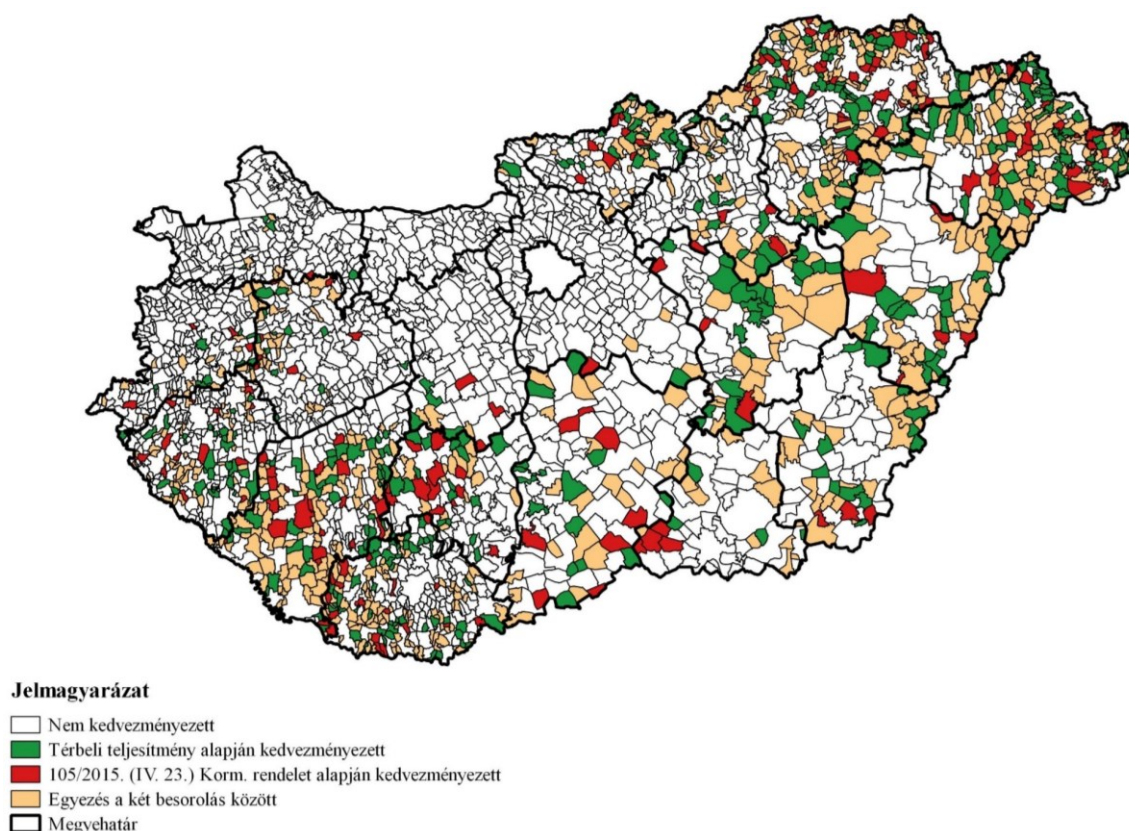 Jelmagyarázat
Nem kedvezményezett
Térbeli teljesítmény alapján kedvezményezett
105/2015. (IV. 23.) Korm. rendelet alapján kedvezményezett
Egyezés a két besorolás között
Megyehatár